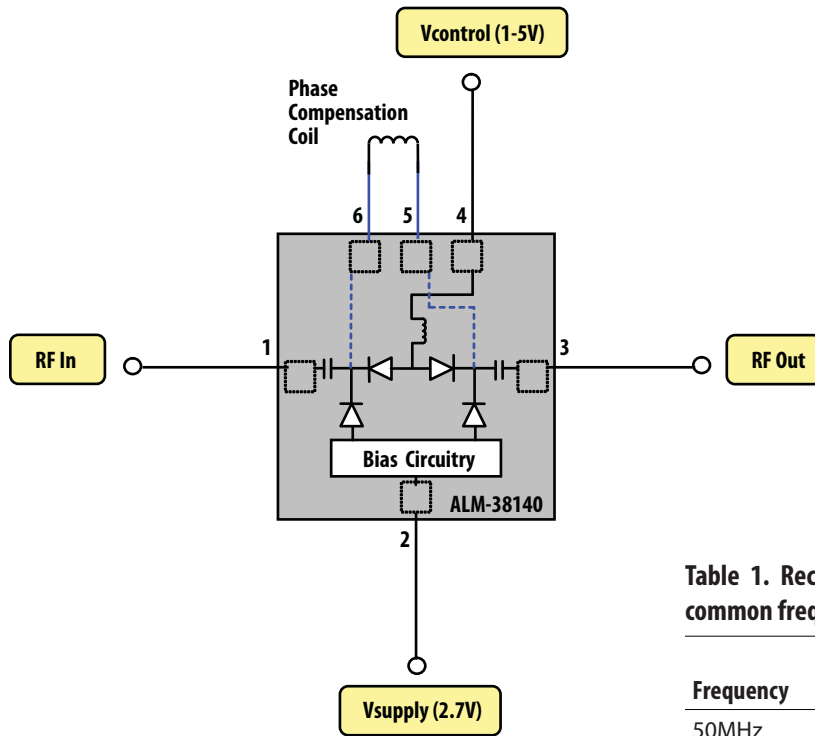 Vcontrol (1-5V)
Phase
Compensation
Coil
6 5 4
1 3
RF In
RF Out
Bias Circuitry
ALM-38140
2
Vsupply (2.7V)
Table 1. Rec
common freq
Frequency
50MHz